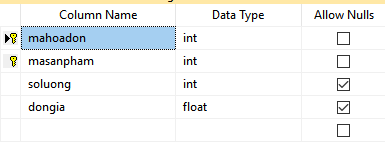 Column Name Data Type Allow Nulls
mahoadon int
masanpham int
soluong int
dongia float